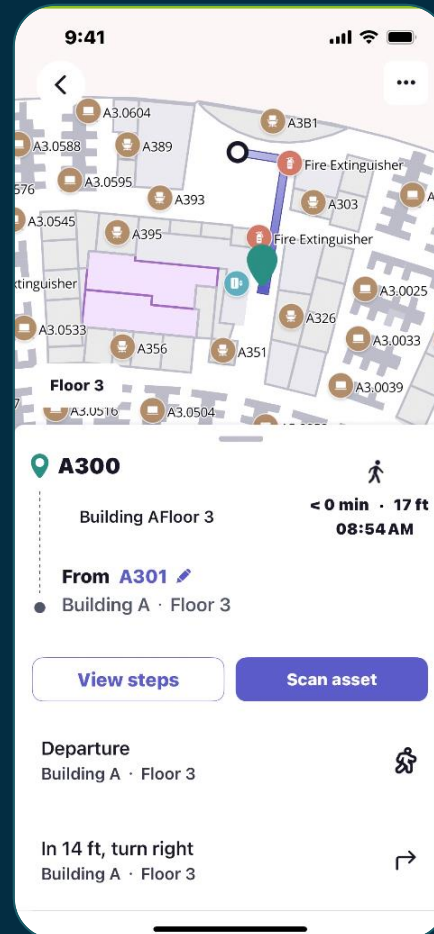 9:41
A3.0604
A3B1
A3.0588
A389
Fire Extinguisher
576
A3.0595
A393
A303
A
A3.0545
A395
Fire Extinguisher
xtinguisher
A3.0025
A3.0533
A326
A356
A351
A3.0033
A3.0039
Floor 3
A3.0516
A3.0504
A300
Building AFloor 3
< 0 min · 17 ft
08:54AM
From A301
Building A · Floor 3
View steps
Scan asset
Departure
Building A · Floor 3
In 14 ft, turn right
Building A · Floor 3